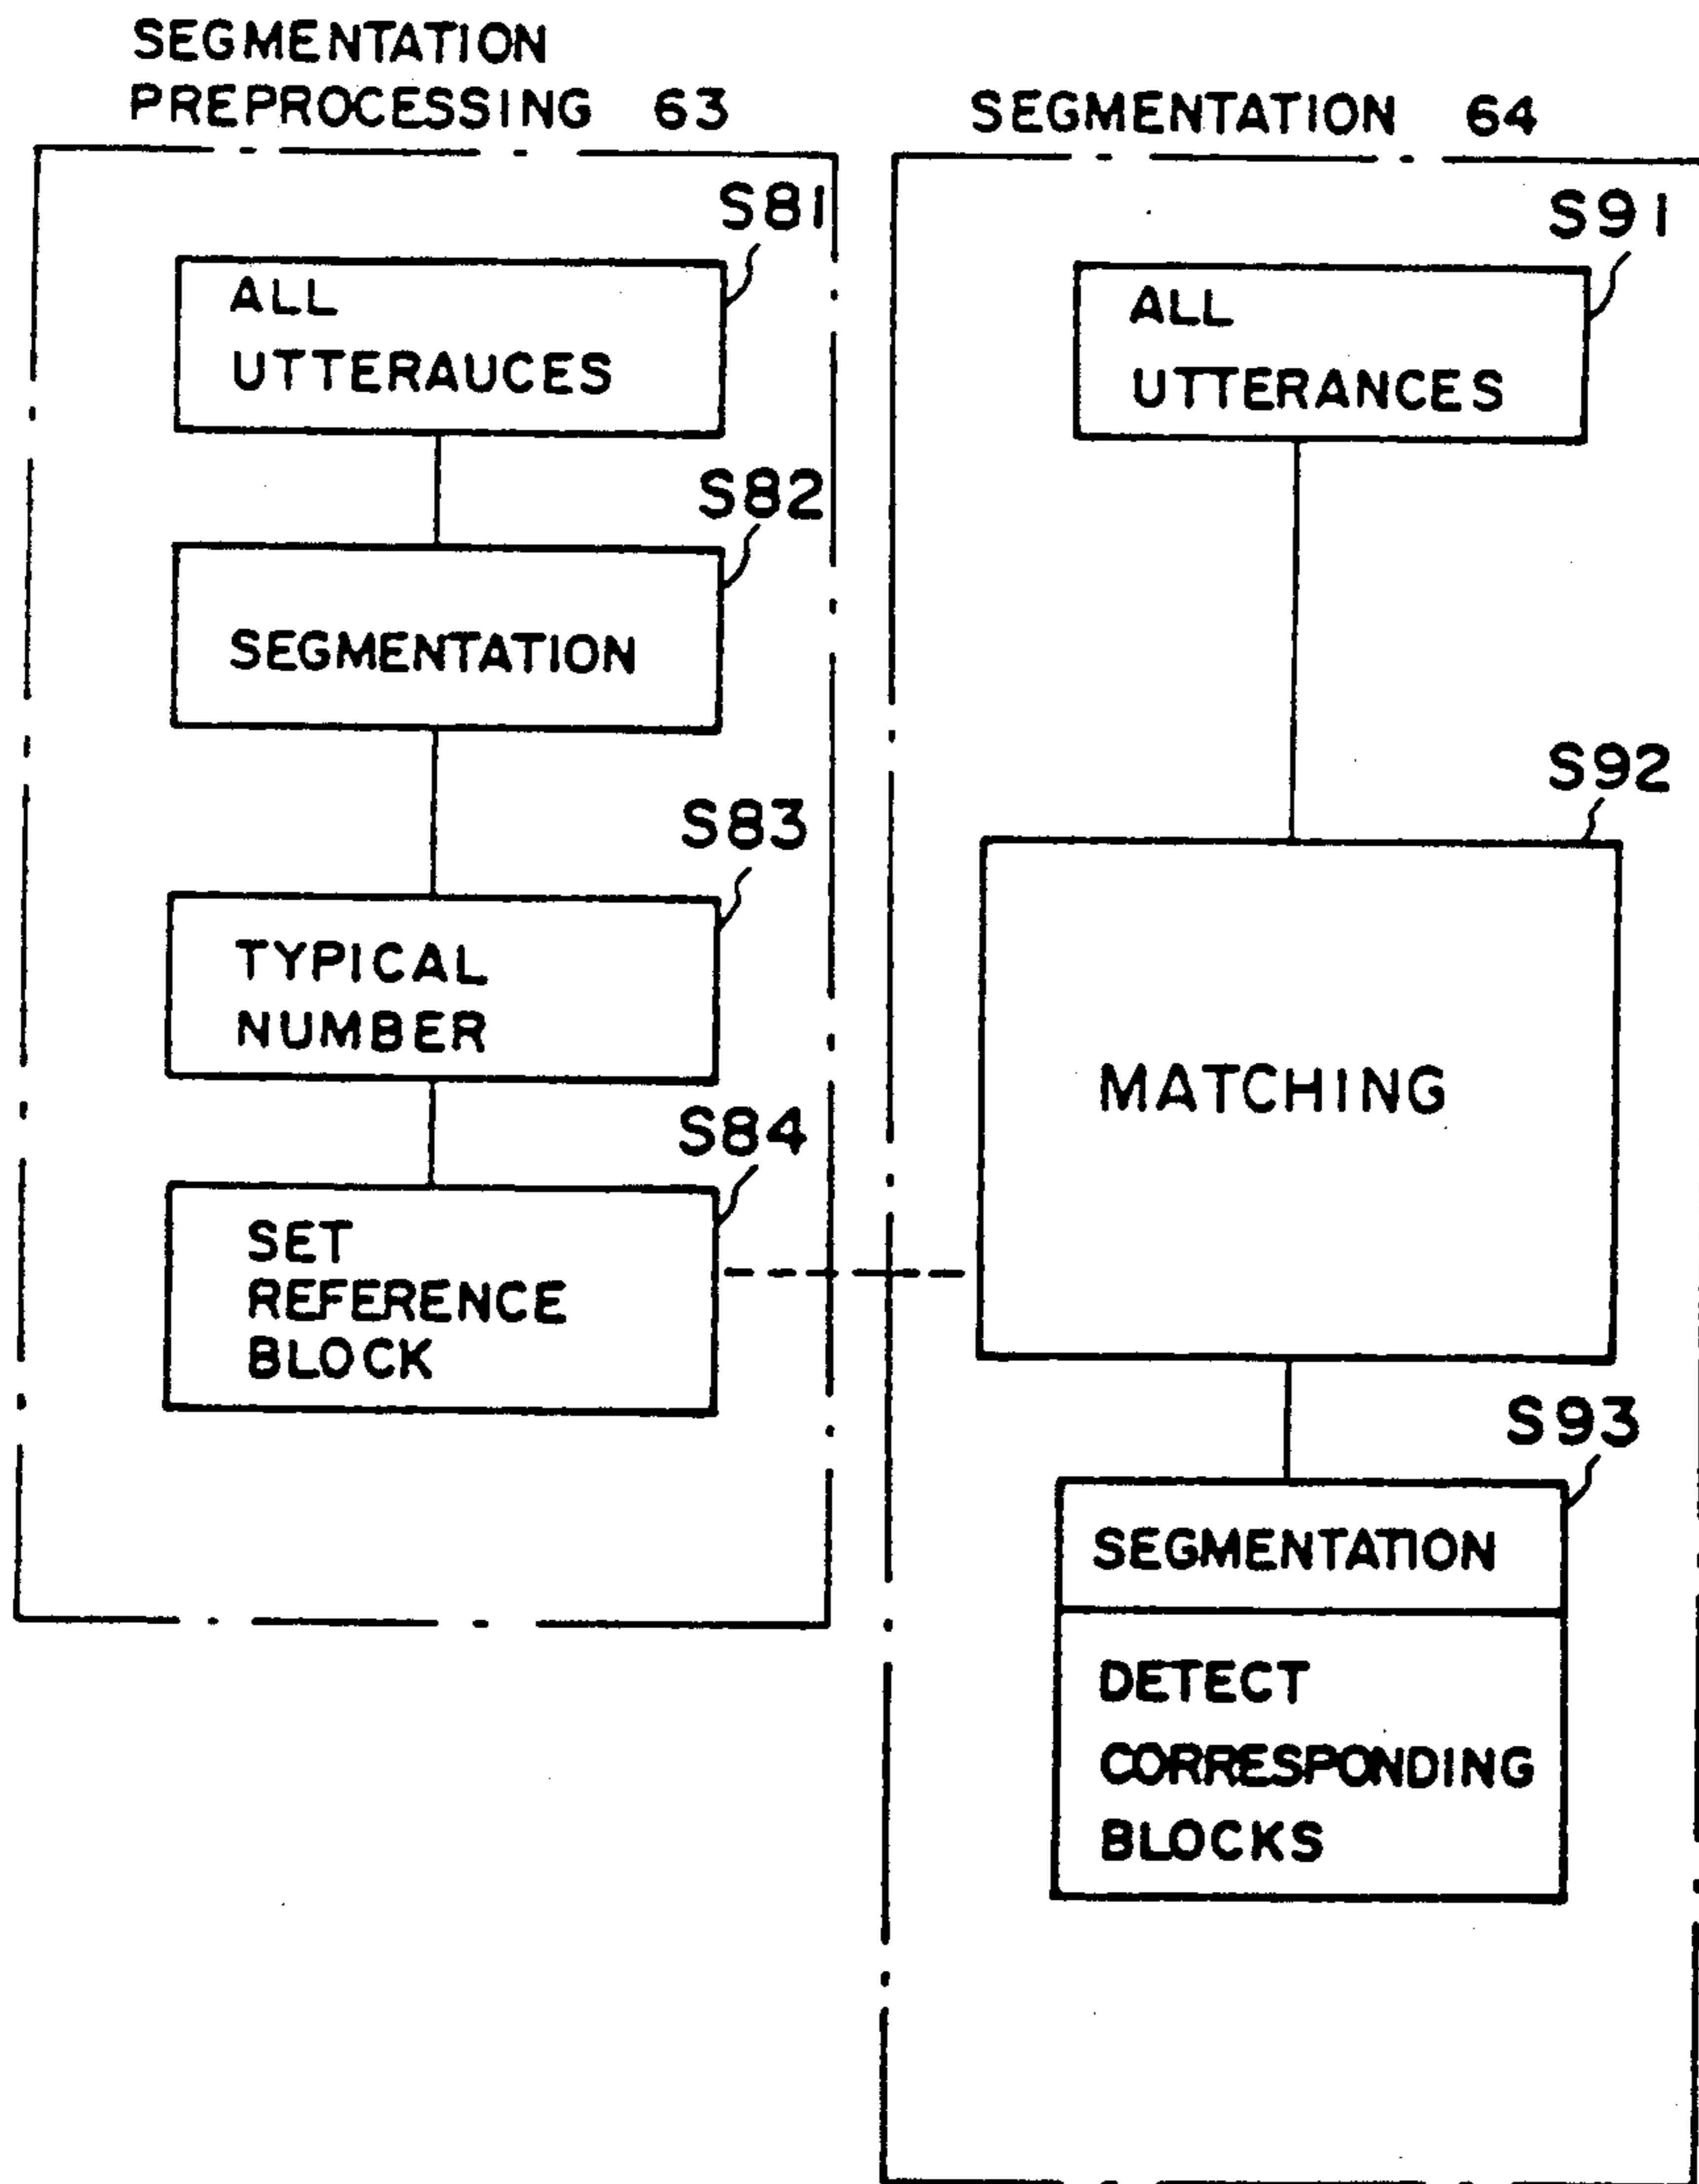 SEGMENTATION
PREPROCESSING 63
S81
ALL
UTTERAUCES
S82
SEGMENTATION
S83
TYPICAL
NUMBER
S84
SET
REFERENCE
BLOCK
SEGMENTATION 64
S91
ALL
UTTERANCES
S92
MATCHING
S93
SEGMENTATION
DETECT
CORRESPONDING
BLOCKS